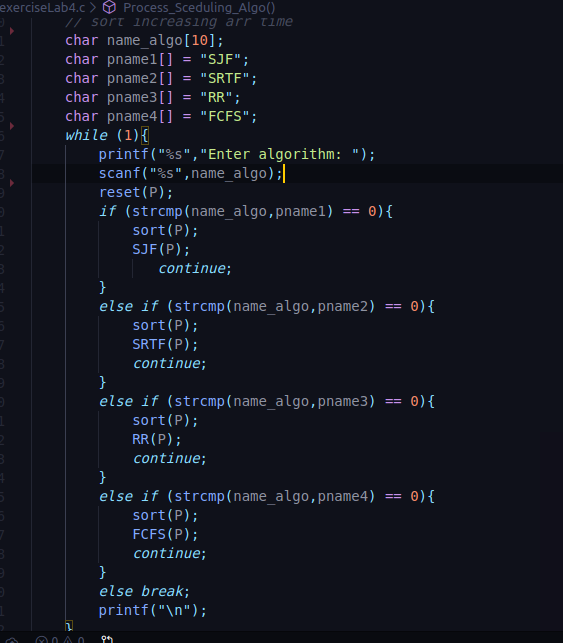 exerciseLab4.c > Process_Sceduling_Algo()
// sort increasing arr time
char name_algo[10];
char pname1[] = "SJF";
char pname2[] = "SRTF";
char pname3[] = "RR";
char pname4[] = "FCFS";
while (1){
printf("%s","Enter algorithm: ");
scanf("%s",name_algo);
reset(P);
if (strcmp(name_algo,pname1) == 0){
sort(P);
SJF(P);
continue;
}
else if (strcmp(name_algo,pname2) == 0){
sort(P);
SRTF(P);
continue;
}
else if (strcmp(name_algo,pname3) == 0){
sort(P);
RR(P);
continue;
}
else if (strcmp(name_algo,pname4) == 0){
sort(P);
FCFS(P);
continue;
}
else break;
printf("\n");
}
0 0